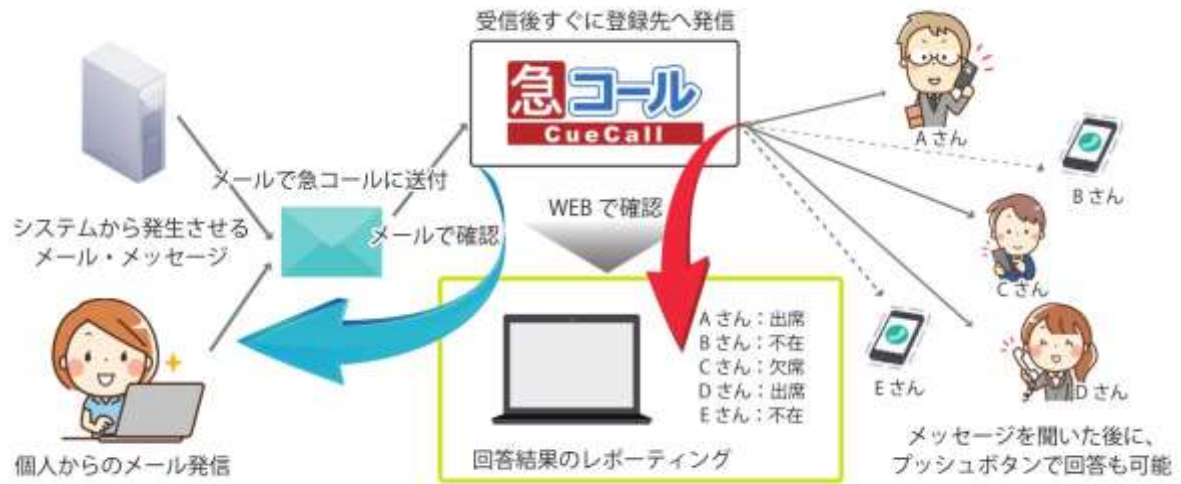 受信後すぐに登録先へ発信
急コール
CueCall
Aさん
Bさん
メールで急コールに送付
システムから発生させる
メール・メッセージ
メールで確認
WEBで確認
Cさん
Aさん：出席
Bさん：不在
Cさん：欠席
Dさん：出席
Eさん：不在
Eさん
Dさん
個人からのメール発信
回答結果のレポーティング
メッセージを聞いた後に、
プッシュボタンで回答も可能